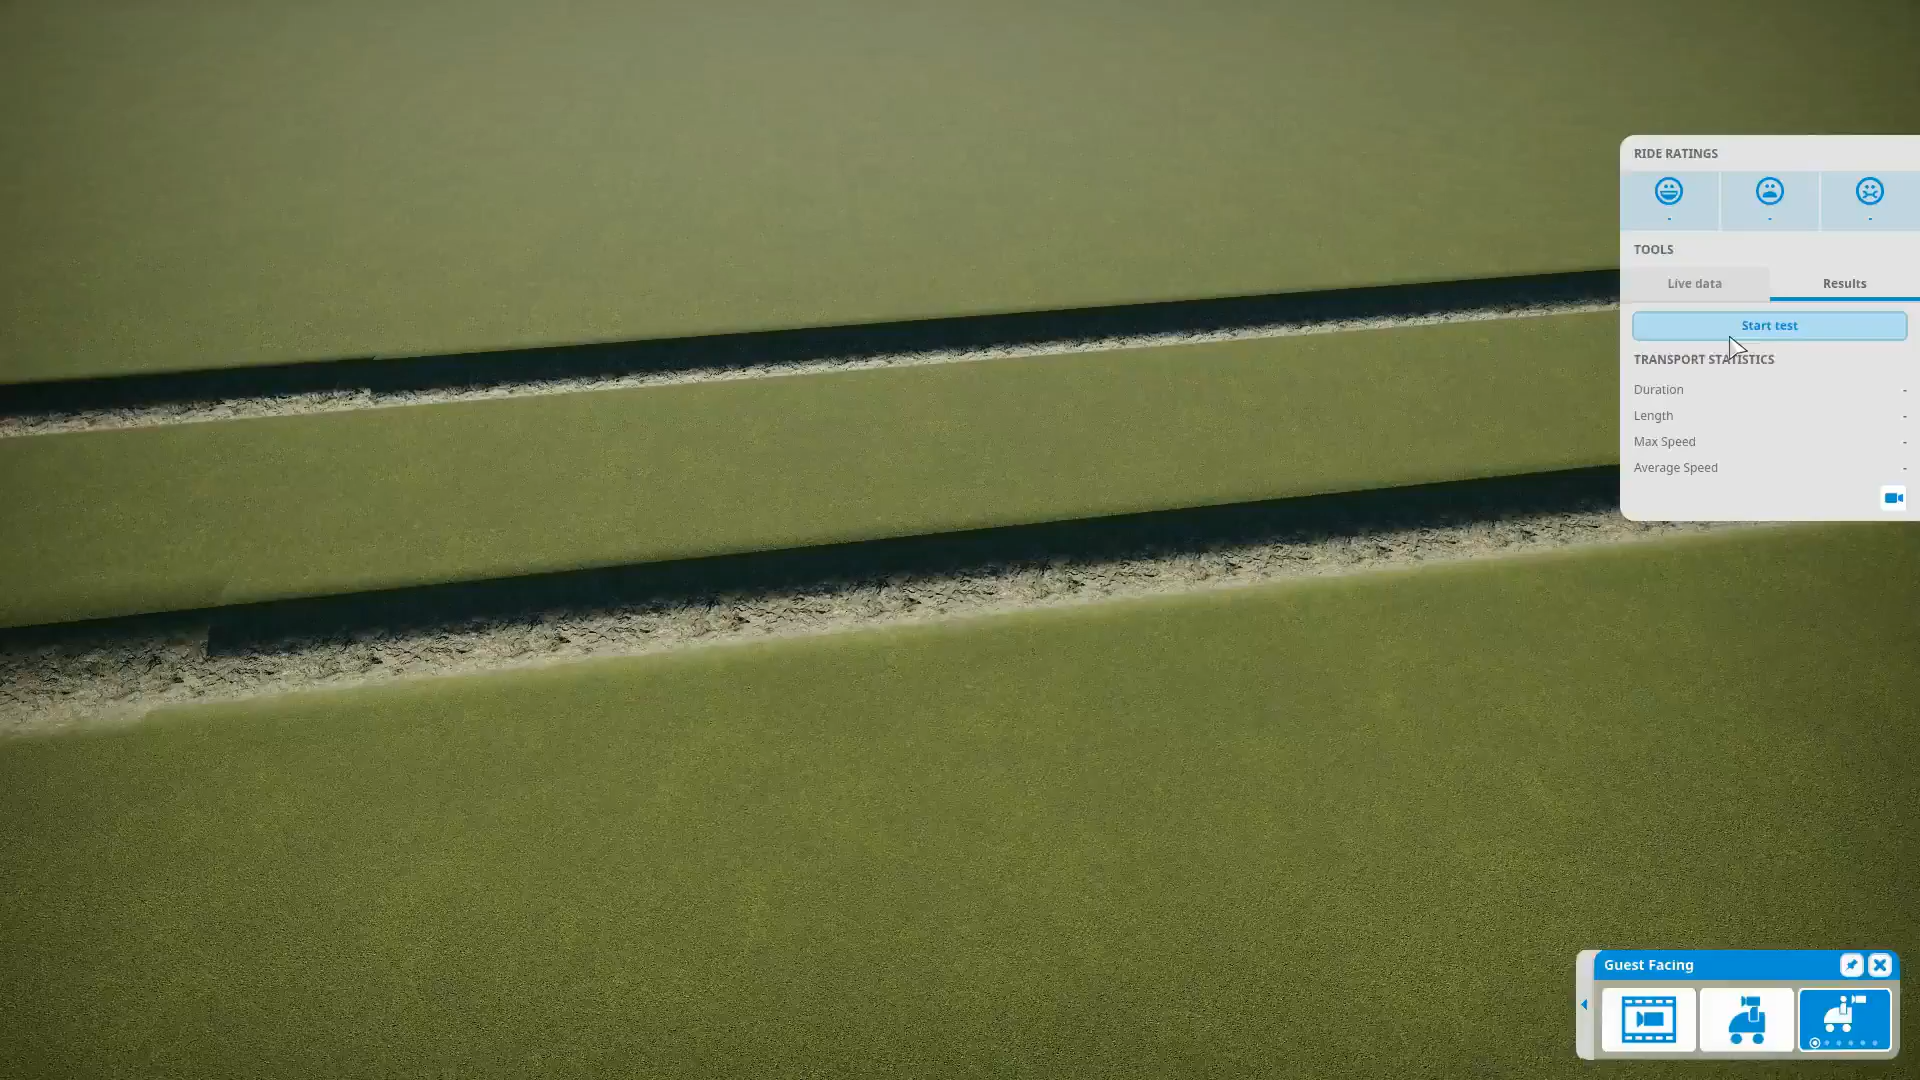 RIDE RATINGS
- - -
TOOLS
Live data Results
Start test
TRANSPORT STATISTICS
Duration -
Length -
Max Speed -
Average Speed -
Guest Facing